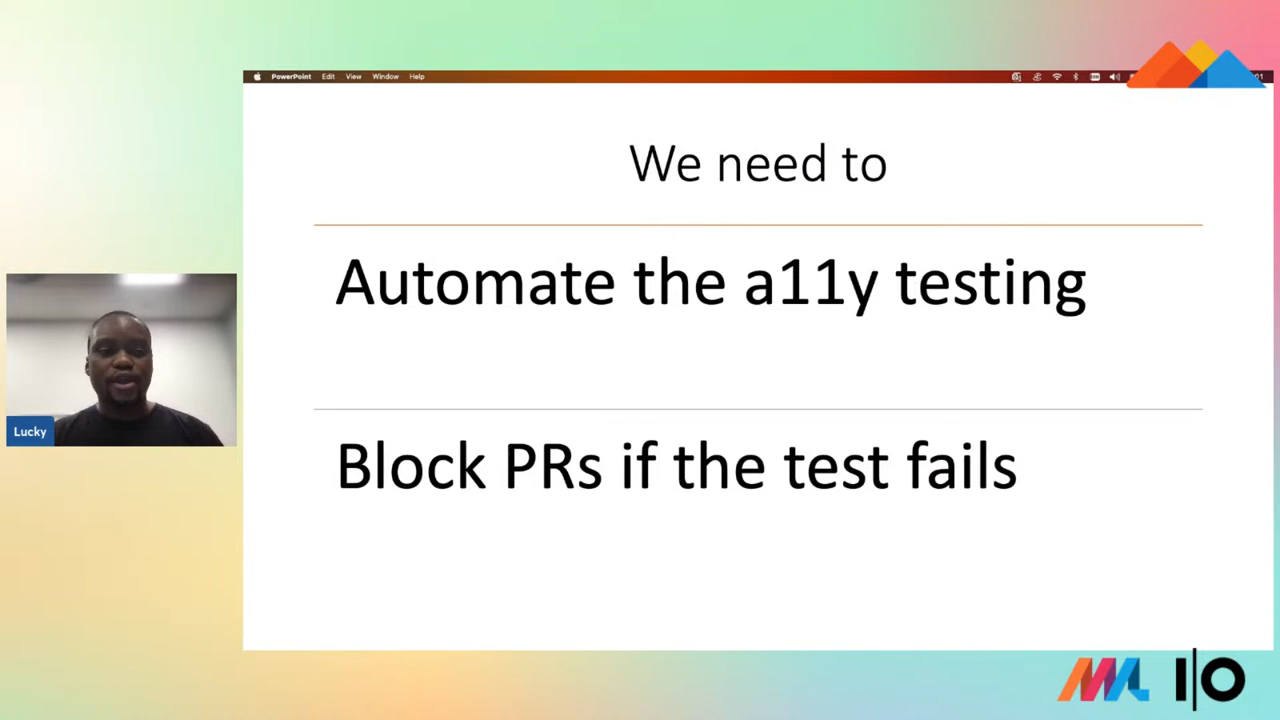 PowerPoint Edit View Window Help
We need to
Automate the a11y testing
Block PRs if the test fails
Lucky
I|O